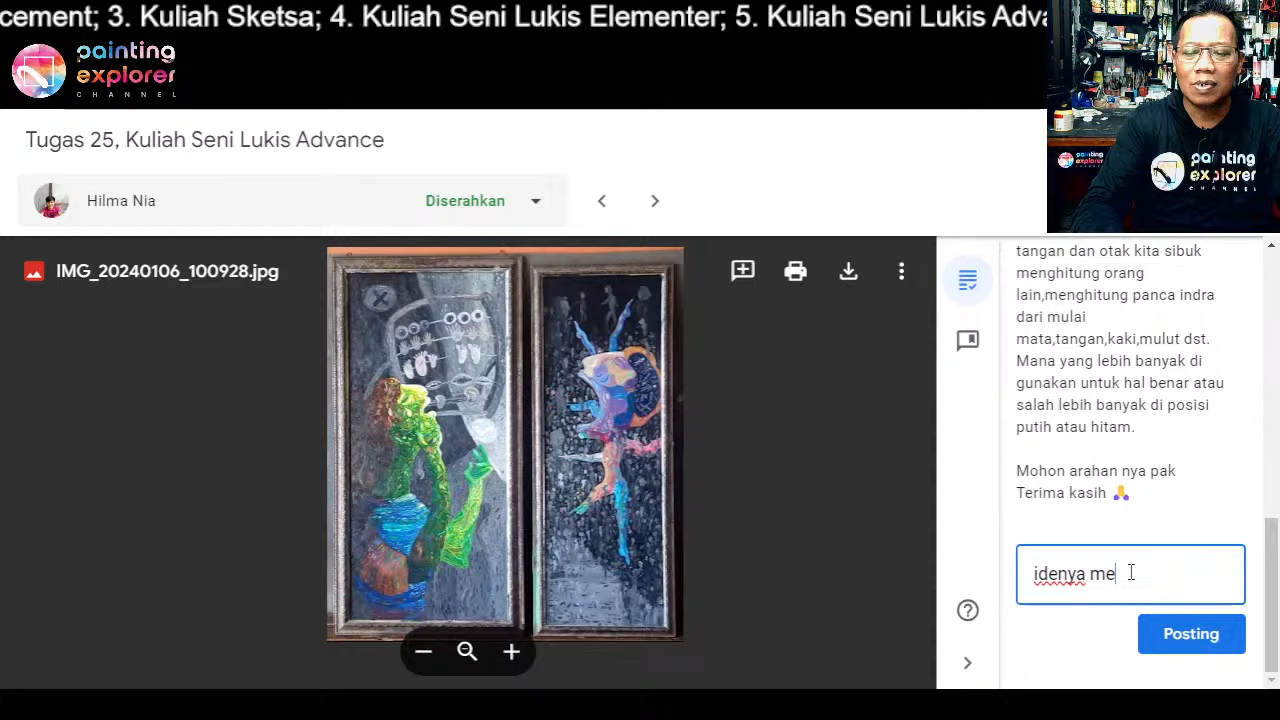 cement; 3. Kuliah Sketsa; 4. Kuliah Seni Lukis Elementer; 5. Kuliah Seni Lukis Adva
painting
explorer
CHANNEL
Tugas 25, Kuliah Seni Lukis Advance
Hilma Nia
Diserahkan
IMG_20240106_100928.jpg
painting
explorer
CHANNEL
painting
explorer
CHANNEL
tangan dan otak kita sibuk
menghitung orang
lain,menghitung panca indra
dari mulai
mata,tangan,kaki,mulut dst.
Mana yang lebih banyak di
gunakan untuk hal benar atau
salah lebih banyak di posisi
putih atau hitam.
Mohon arahan nya pak
Terima kasih 🙏
idenya me
Posting